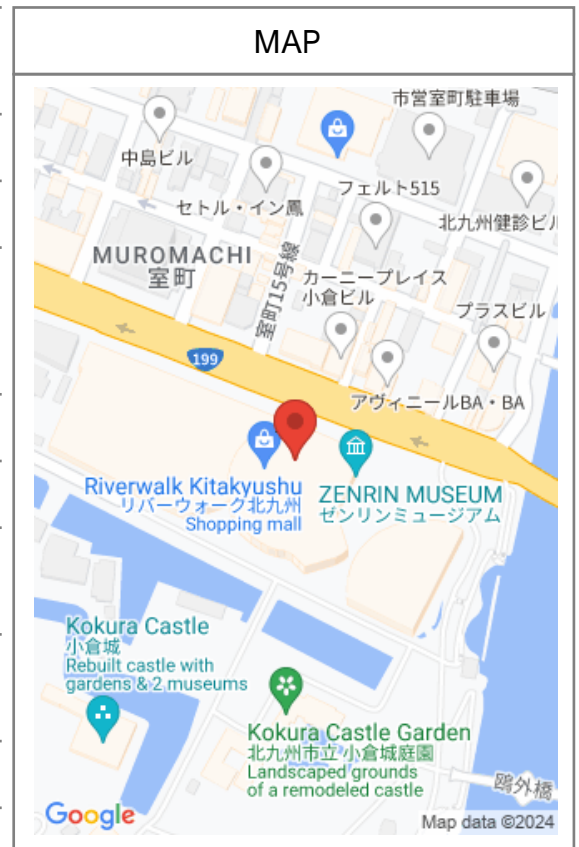 MAP
市営室町駐車場
中島ビル
フェルト515
セトル・イン鳳
北九州健診ビル
MUROMACHI
室町
室町15号線
カーニープレイス
小倉ビル
プラスビル
199
アヴィニールBA・BA
Riverwalk Kitakyushu
リバーウォーク北九州
Shopping mall
ZENRIN MUSEUM
ゼンリンミュージアム
Kokura Castle
小倉城
Rebuilt castle with
gardens & 2 museums
Kokura Castle Garden
北九州市立 小倉城庭園
Landscaped grounds
of a remodeled castle
鴎外橋
Google
Map data ©2024